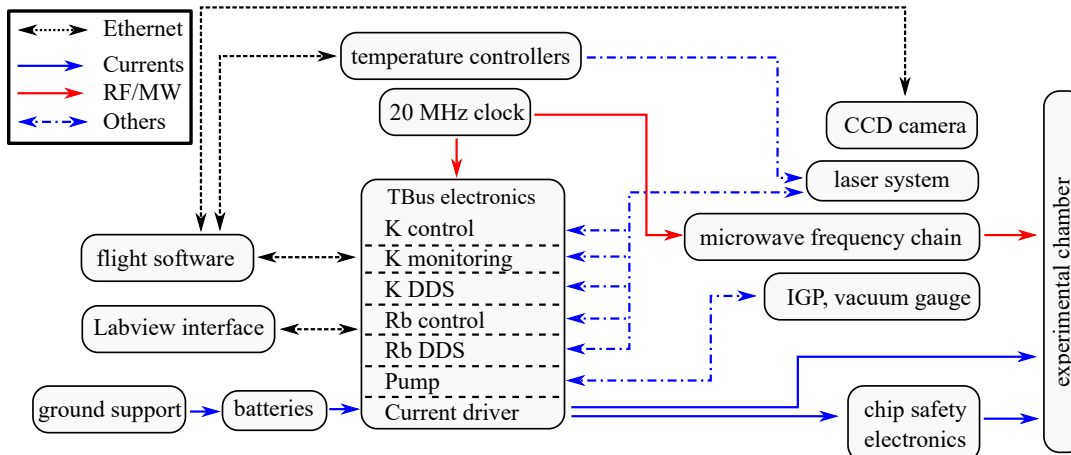 Ethernet
Currents
RF/MW
Others
temperature controllers
20 MHz clock
CCD camera
laser system
TBus electronics
K control
K monitoring
K DDS
Rb control
Rb DDS
Pump
Current driver
flight software
Labview interface
ground support
batteries
microwave frequency chain
IGP, vacuum gauge
chip safety
electronics
experimental chamber